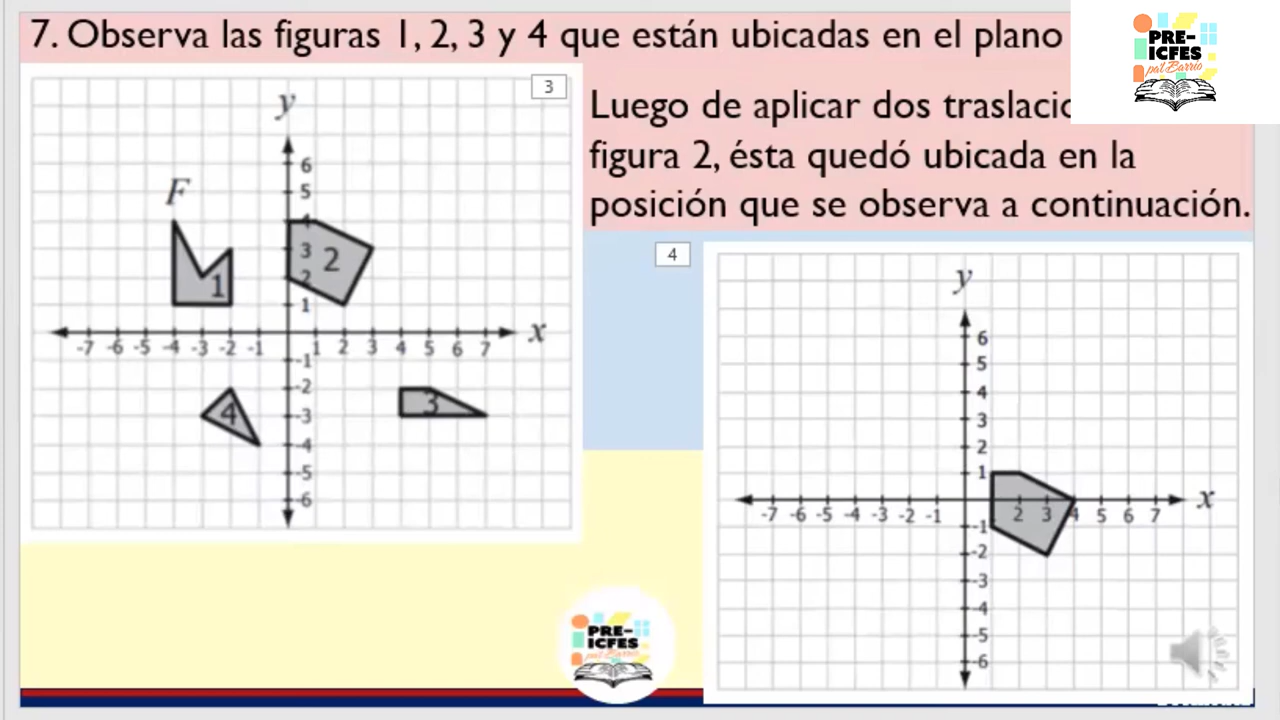 7. Observa las figuras 1, 2, 3 y 4 que están ubicadas en el plano
PRE-
ICFES
pal Barrio
3
Luego de aplicar dos
figura 2, ésta quedó ubicada en la
posición que se observa a continuación.
y
6
5
4
3
2
1
F
1
2
-7 -6 -5 -4 -3 -2 -1 1 2 3 4 5 6 7 x
-1
-2
-3
-4
-5
-6
4
3
4
y
6
5
4
3
2
1
-7 -6 -5 -4 -3 -2 -1 2 3 4 5 6 7 x
-1
-2
-3
-4
-5
-6
PRE-
ICFES
pal Barrio